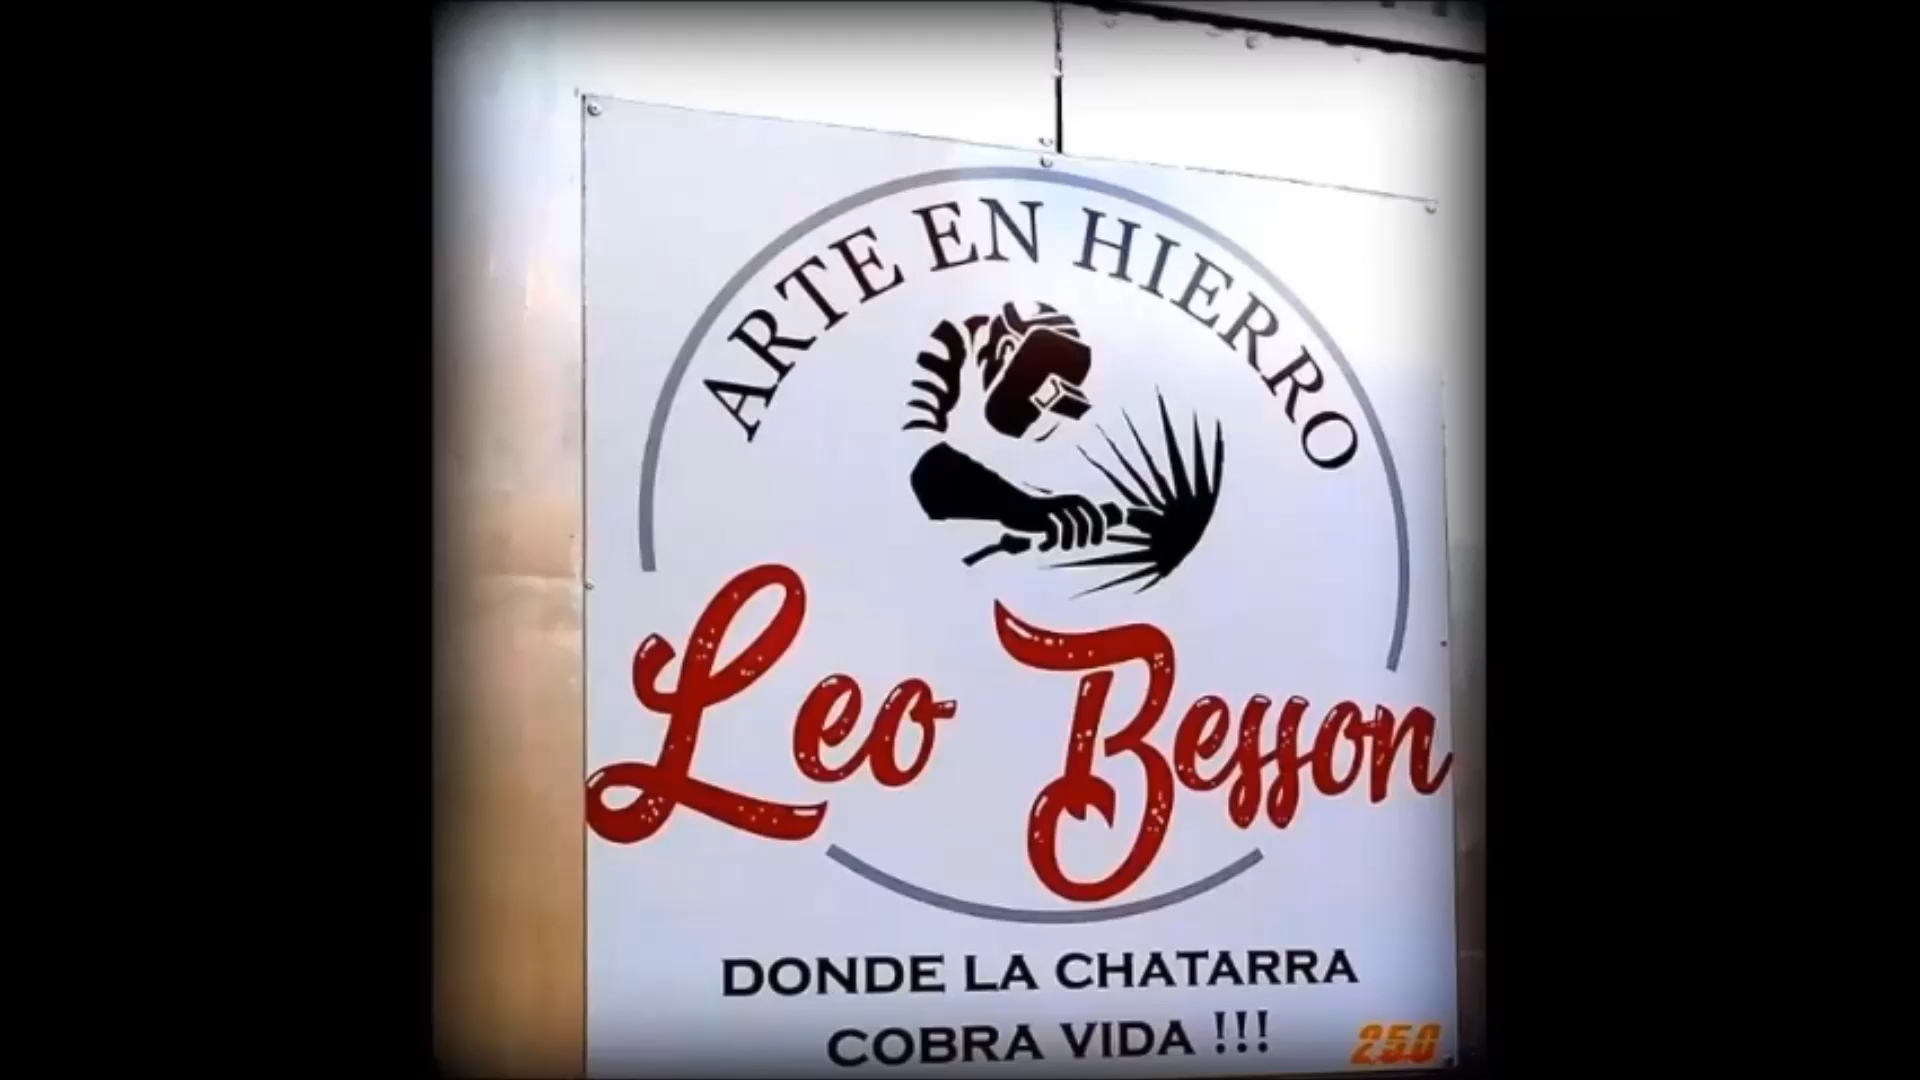 ARTE EN HIERRO
Leo Besson
DONDE LA CHATARRA
COBRA VIDA !!!
250